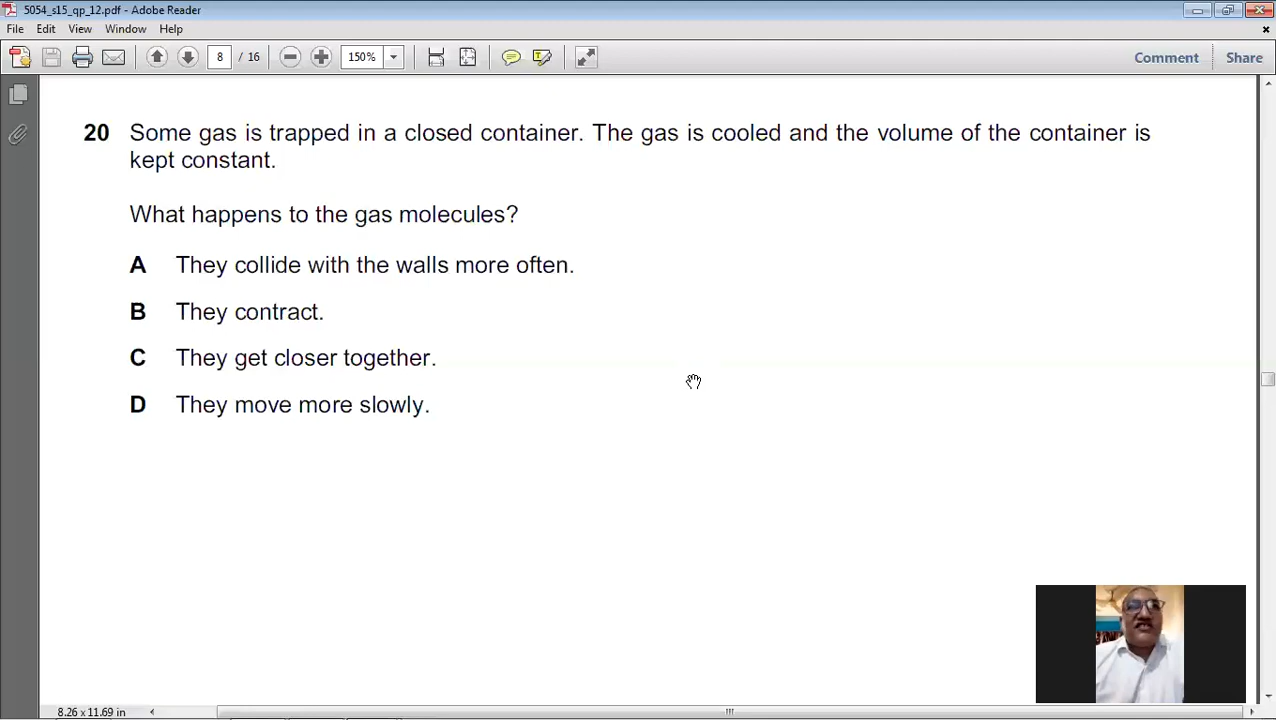 5054_s15_qp_12.pdf - Adobe Reader
File Edit View Window Help
8 / 16 150% Comment Share
20 Some gas is trapped in a closed container. The gas is cooled and the volume of the container is
kept constant.
What happens to the gas molecules?
A They collide with the walls more often.
B They contract.
C They get closer together.
D They move more slowly.
8.26 x 11.69 in